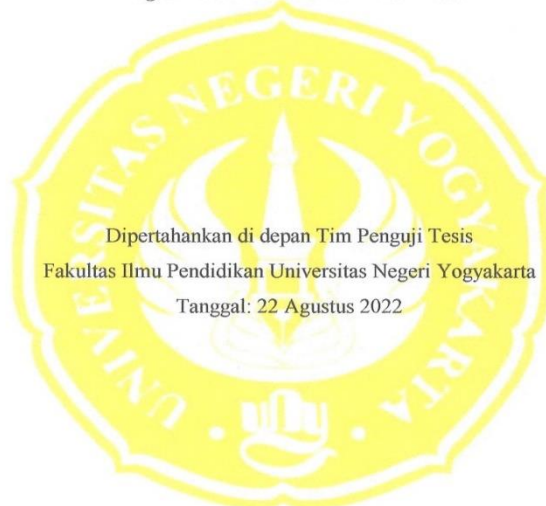 UNIVERSITAS NEGERI YOGYAKARTA
Dipertahankan di depan Tim Penguji Tesis
Fakultas Ilmu Pendidikan Universitas Negeri Yogyakarta
Tanggal: 22 Agustus 2022